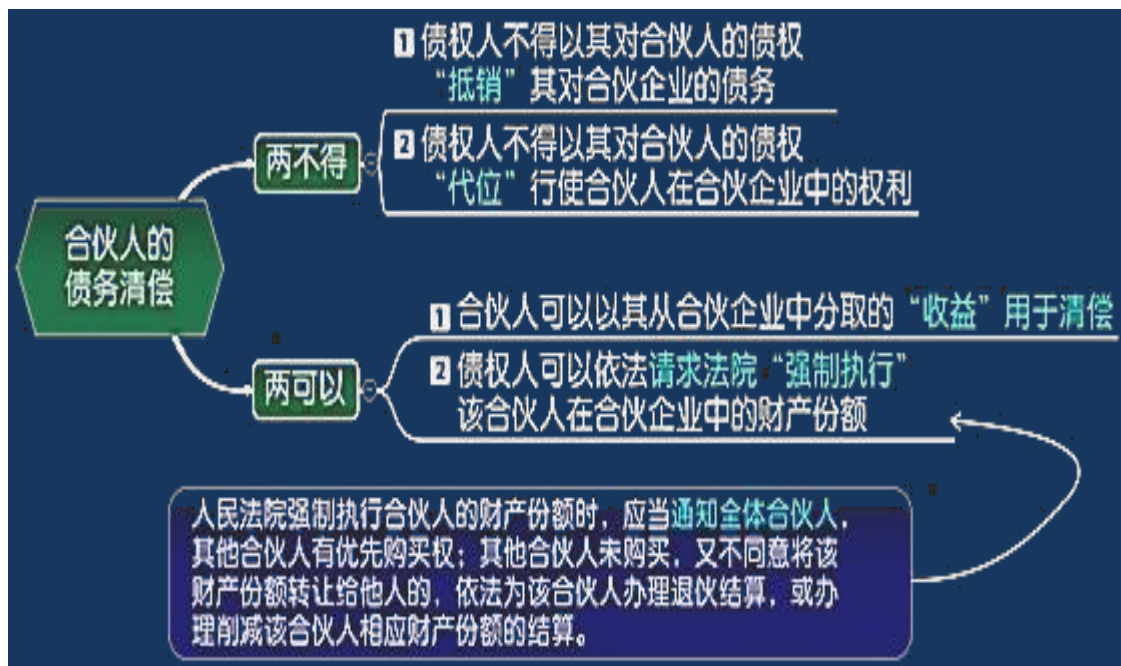 1 债权人不得以其对合伙人的债权
“抵销”其对合伙企业的债务
两不得
2 债权人不得以其对合伙人的债权
“代位”行使合伙人在合伙企业中的权利
合伙人的
债务清偿
1 合伙人可以以其从合伙企业中分取的“收益”用于清偿
两可以
2 债权人可以依法请求法院“强制执行”
该合伙人在合伙企业中的财产份额
人民法院强制执行合伙人的财产份额时，应当通知全体合伙人，
其他合伙人有优先购买权；其他合伙人未购买，又不同意将该
财产份额转让给他人的，依法为该合伙人办理退伙结算，或办
理削减该合伙人相应财产份额的结算。